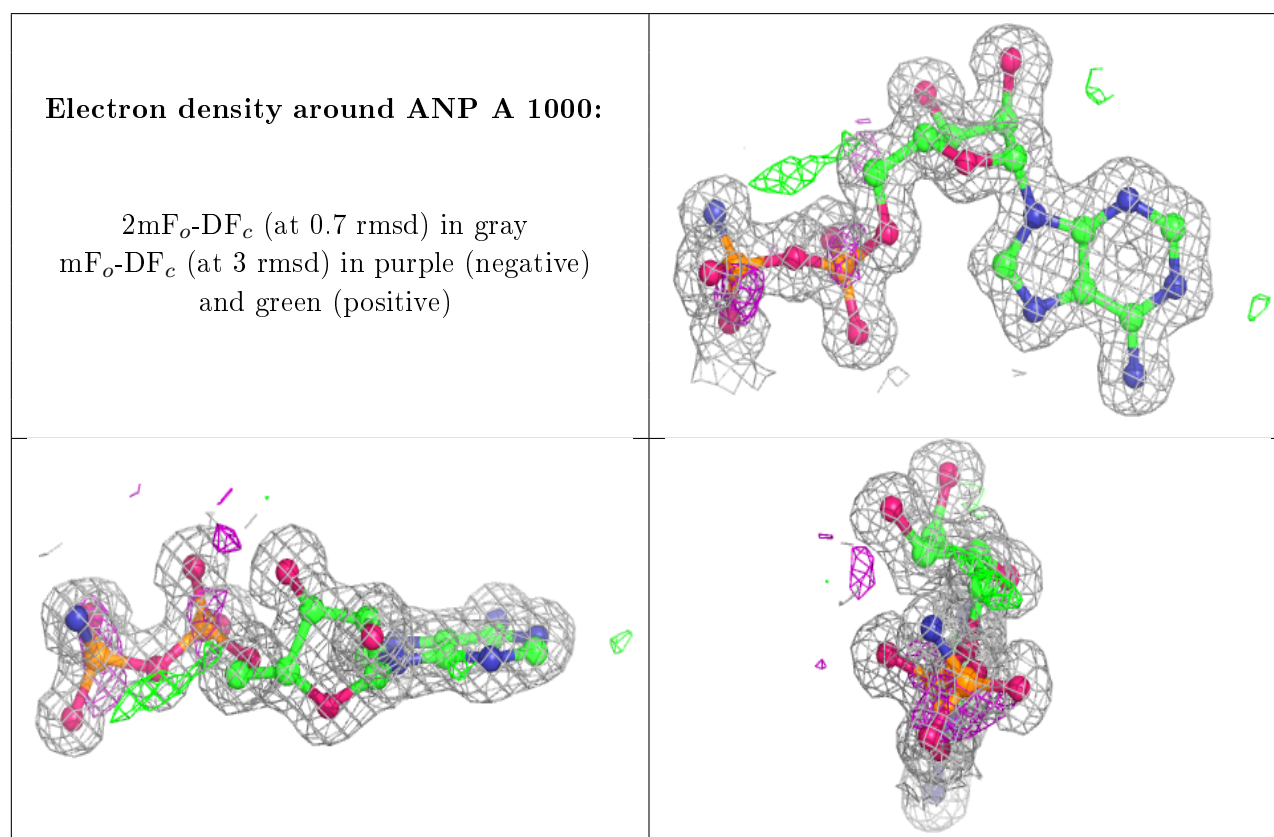 Electron density around ANP A 1000:
2mFo-DFc (at 0.7 rmsd) in gray
mFo-DFc (at 3 rmsd) in purple (negative)
and green (positive)